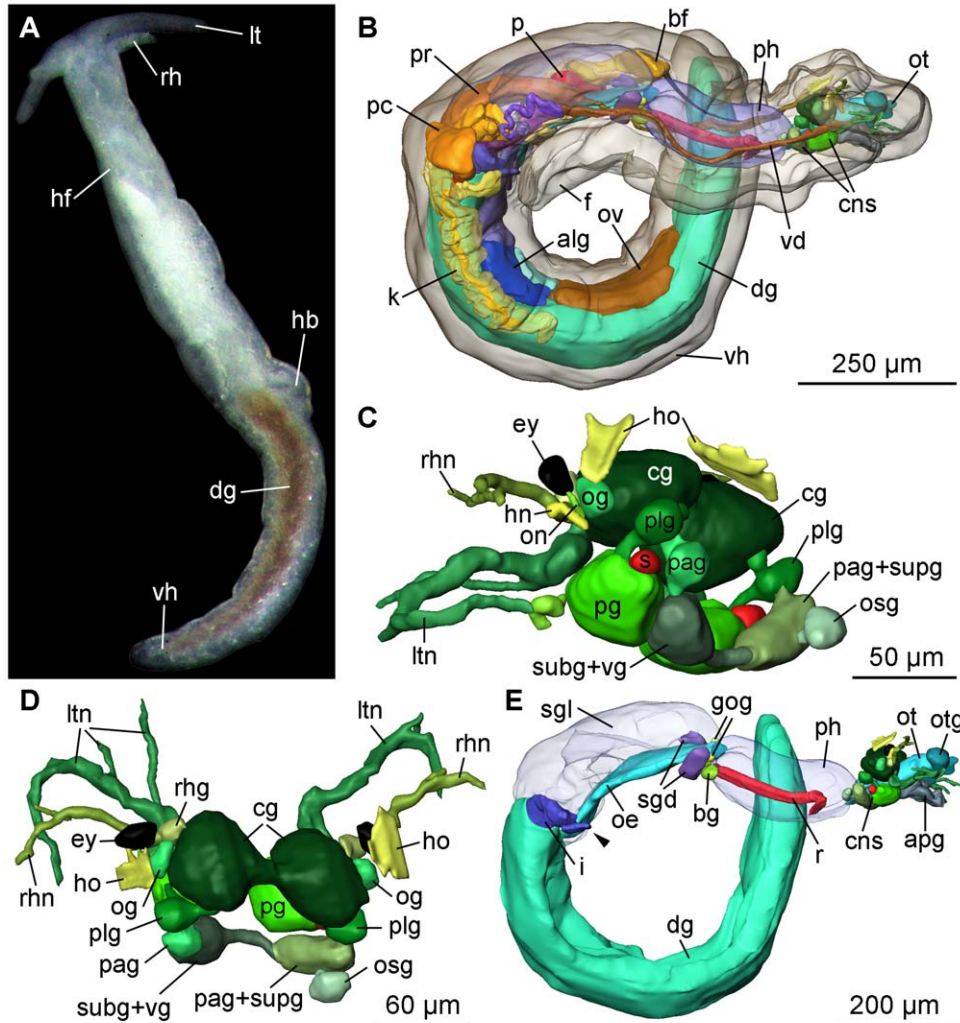 A
lt
rh
hf
hb
dg
vh
B
p
bf
pr
ph
ot
pc
f
cns
ov
vd
alg
k
dg
vh
250 µm
C
ho
ey
cg
rhn
og
cg
hn
plg
on
plg
s
pag
pag+supg
pg
osg
ltn
subg+vg
50 µm
D
ltn
ltn
rhn
rhg
cg
ey
ho
rhn
ho
og
og
pg
plg
plg
pag
osg
subg+vg
pag+supg
60 µm
E
gog
sgl
ot
otg
ph
sgd
bg
oe
cns
apg
i
r
dg
200 µm